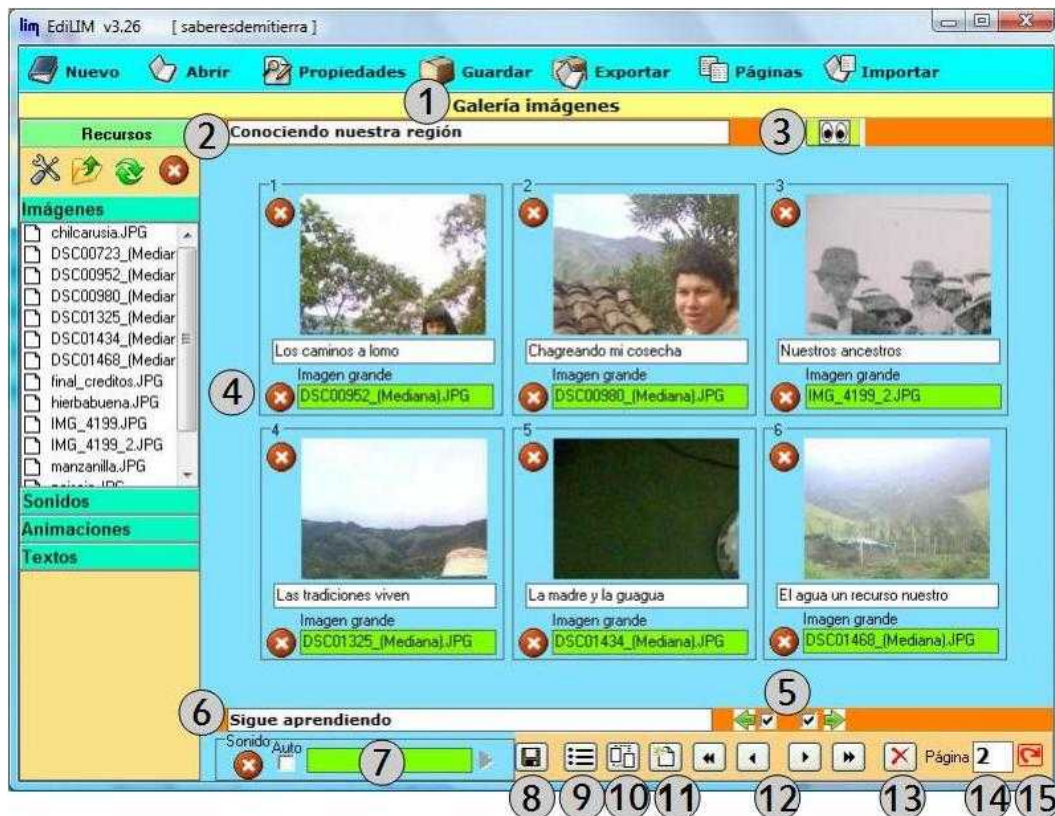 lim EdiLIM v3.26 [ saberesdemitierra ]
Nuevo Abrir Propiedades Guardar Exportar Páginas Importar
1 Galería imágenes
Recursos 2 Conociendo nuestra región 3
Imágenes
chilcarusia.JPG
DSC00723_(Mediar
DSC00952_(Mediar
DSC00980_(Mediar
DSC01325_(Mediar
DSC01434_(Mediar
DSC01468_(Mediar
final_creditos.JPG
hierbabuena.JPG
IMG_4199.JPG
IMG_4199_2.JPG
manzanilla.JPG
Sonidos
Animaciones
Textos
1 2 3
Los caminos a lomo Chagreando mi cosecha Nuestros ancestros
Imagen grande Imagen grande Imagen grande
4 DSC00952_(Mediana).JPG DSC00980_(Mediana).JPG IMG_4199_2.JPG
4 5 6
Las tradiciones viven La madre y la guagua El agua un recurso nuestro
Imagen grande Imagen grande Imagen grande
DSC01325_(Mediana).JPG DSC01434_(Mediana).JPG DSC01468_(Mediana).JPG
5
6 Sigue aprendiendo
Sonido Auto 7 Página 2
8 9 10 11 12 13 14 15